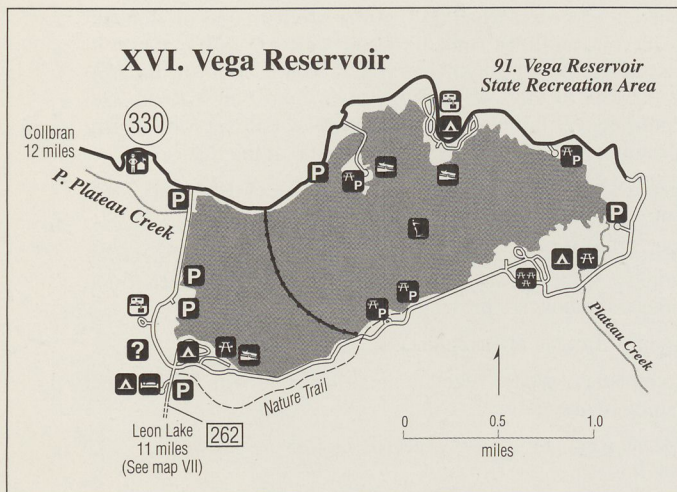 XVI. Vega Reservoir
91. Vega Reservoir
State Recreation Area
330
Collbran
12 miles
P. Plateau Creek
P
P
P
P
P
P
P
P
P
P
?
P
Nature Trail
Plateau Creek
Leon Lake
11 miles
(See map VII)
262
0
0.5
1.0
miles